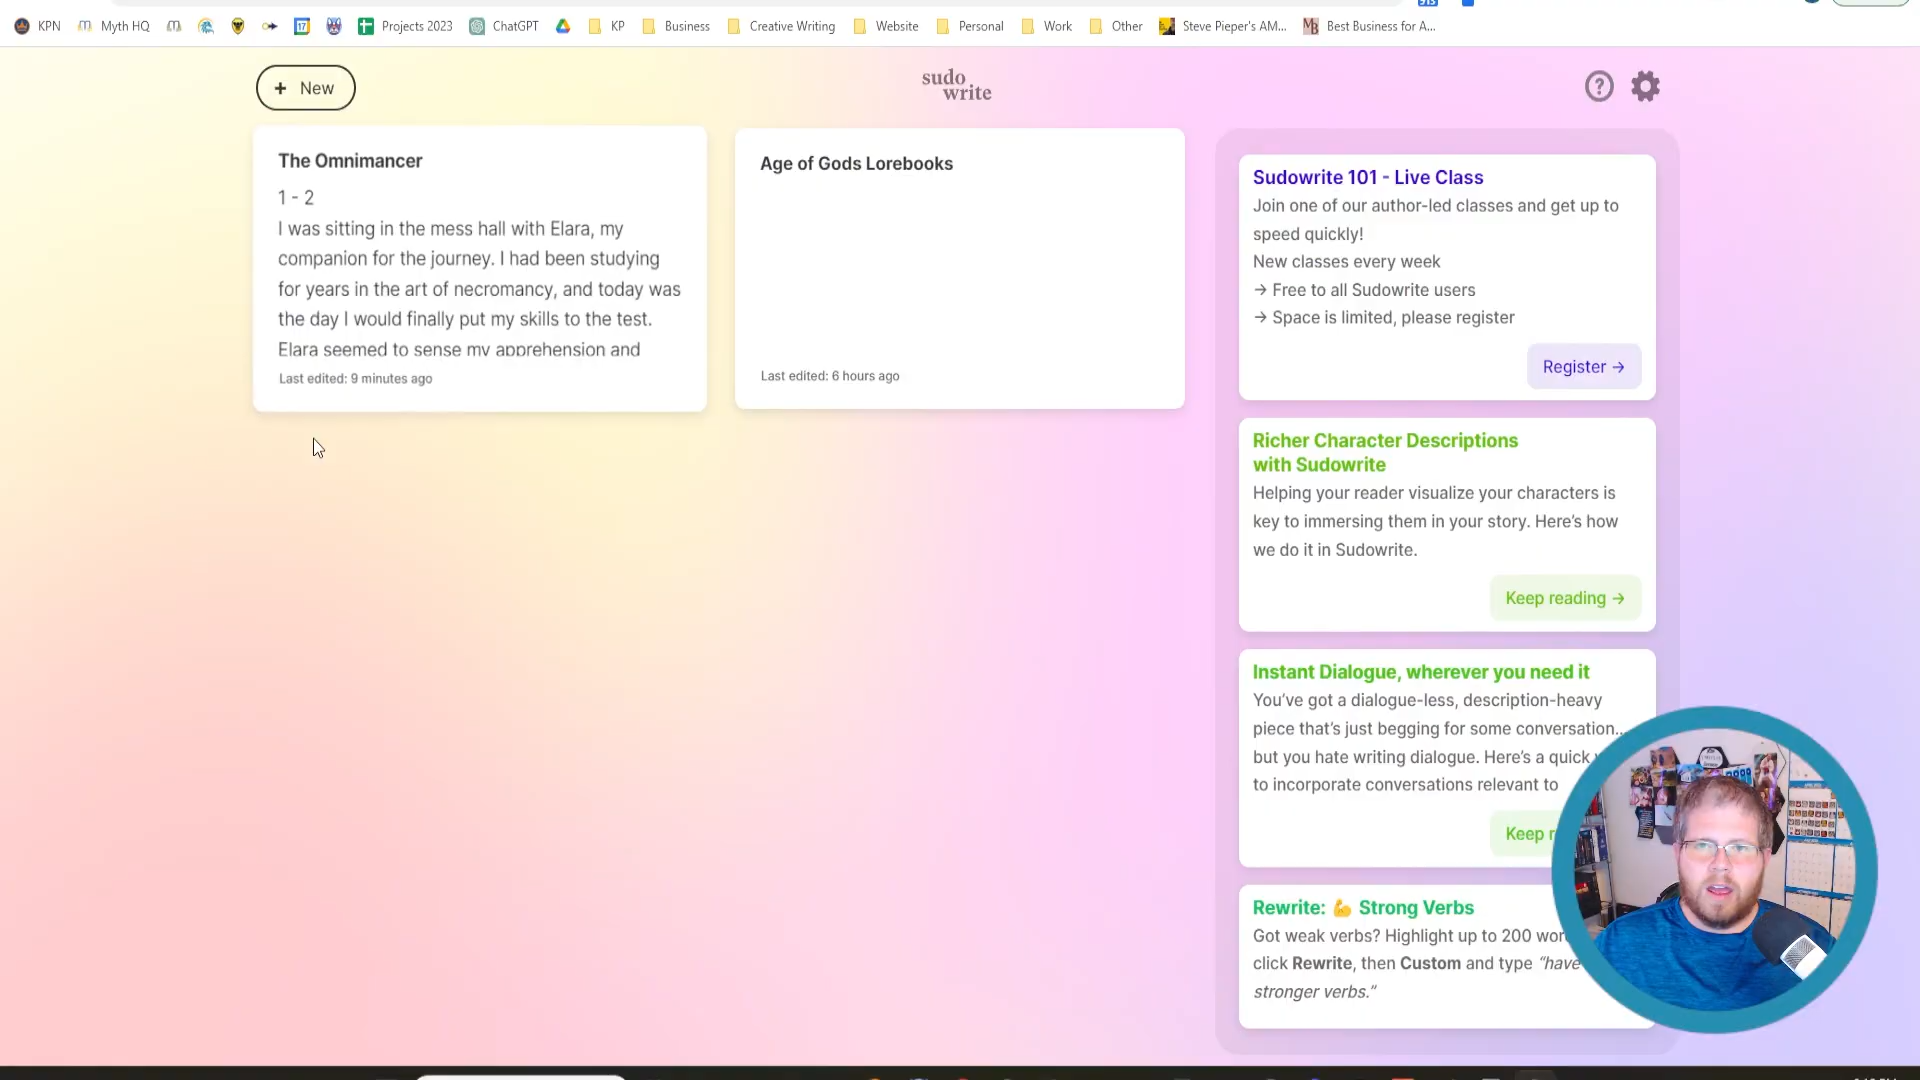 KPN
Myth HQ
17
Projects 2023
ChatGPT
KP
Business
Creative Writing
Website
Personal
Work
Other
Steve Pieper's AM...
Best Business for A...
+ New
sudo
write
The Omnimancer
1 - 2
I was sitting in the mess hall with Elara, my
companion for the journey. I had been studying
for years in the art of necromancy, and today was
the day I would finally put my skills to the test.
Elara seemed to sense my apprehension and
Last edited: 9 minutes ago
Age of Gods Lorebooks
Last edited: 6 hours ago
Sudowrite 101 - Live Class
Join one of our author-led classes and get up to
speed quickly!
New classes every week
→ Free to all Sudowrite users
→ Space is limited, please register
Register →
Richer Character Descriptions
with Sudowrite
Helping your reader visualize your characters is
key to immersing them in your story. Here’s how
we do it in Sudowrite.
Keep reading →
Instant Dialogue, wherever you need it
You’ve got a dialogue-less, description-heavy
piece that’s just begging for some conversation...
but you hate writing dialogue. Here’s a quick
to incorporate conversations relevant to
Keep
Rewrite: 💪 Strong Verbs
Got weak verbs? Highlight up to 200
click Rewrite, then Custom and type “have
stronger verbs.”